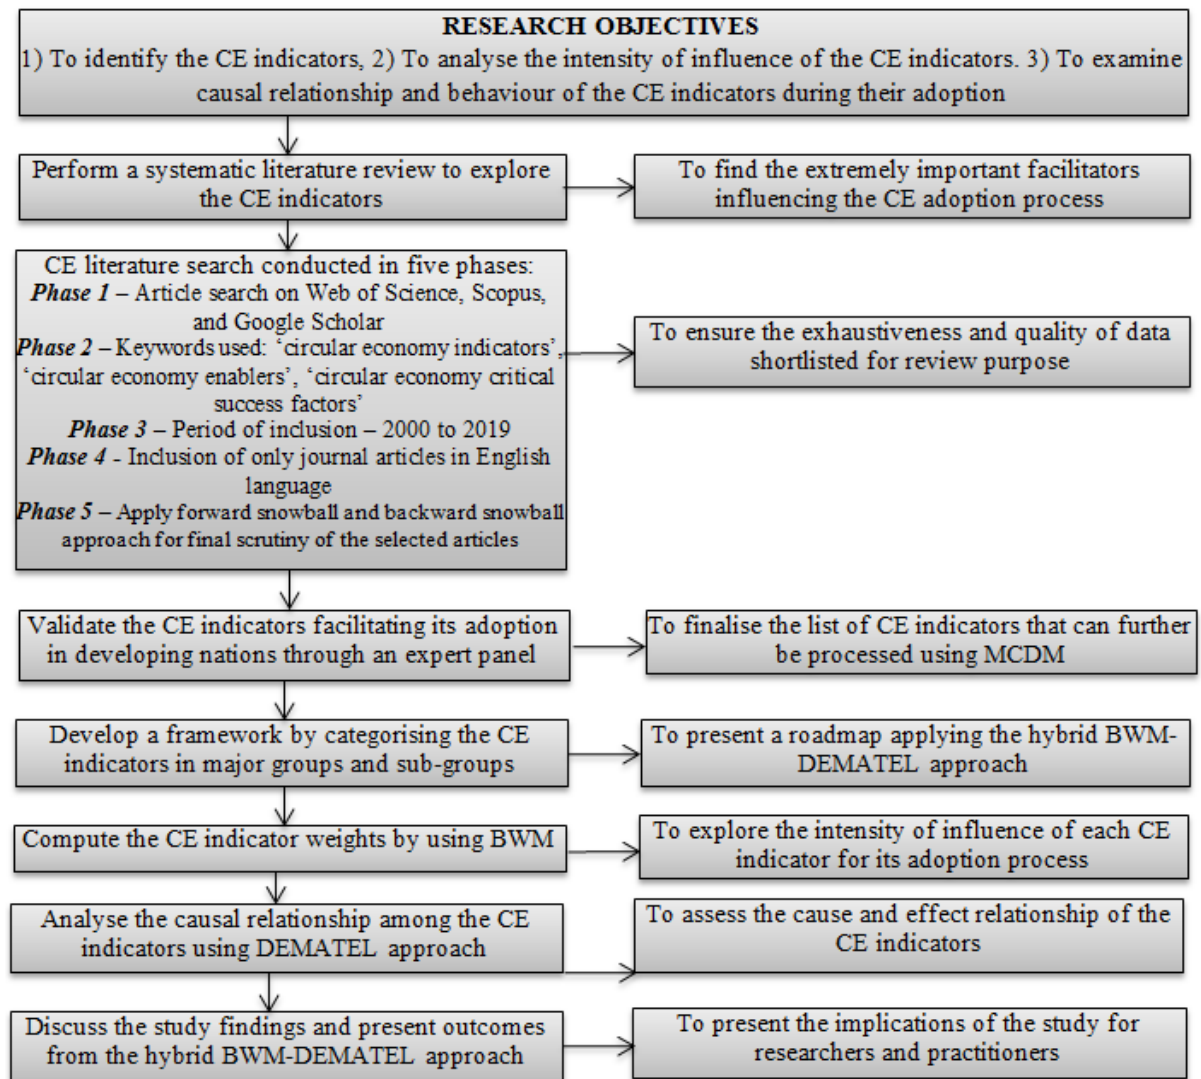 RESEARCH OBJECTIVES
1) To identify the CE indicators, 2) To analyse the intensity of influence of the CE indicators. 3) To examine
causal relationship and behaviour of the CE indicators during their adoption
Perform a systematic literature review to explore
the CE indicators
To find the extremely important facilitators
influencing the CE adoption process
CE literature search conducted in five phases:
Phase 1 – Article search on Web of Science, Scopus,
and Google Scholar
Phase 2 – Keywords used: ‘circular economy indicators’,
‘circular economy enablers’, ‘circular economy critical
success factors’
Phase 3 – Period of inclusion – 2000 to 2019
Phase 4 - Inclusion of only journal articles in English
language
Phase 5 – Apply forward snowball and backward snowball
approach for final scrutiny of the selected articles
To ensure the exhaustiveness and quality of data
shortlisted for review purpose
Validate the CE indicators facilitating its adoption
in developing nations through an expert panel
To finalise the list of CE indicators that can further
be processed using MCDM
Develop a framework by categorising the CE
indicators in major groups and sub-groups
To present a roadmap applying the hybrid BWM-
DEMATEL approach
Compute the CE indicator weights by using BWM
To explore the intensity of influence of each CE
indicator for its adoption process
Analyse the causal relationship among the CE
indicators using DEMATEL approach
To assess the cause and effect relationship of the
CE indicators
Discuss the study findings and present outcomes
from the hybrid BWM-DEMATEL approach
To present the implications of the study for
researchers and practitioners